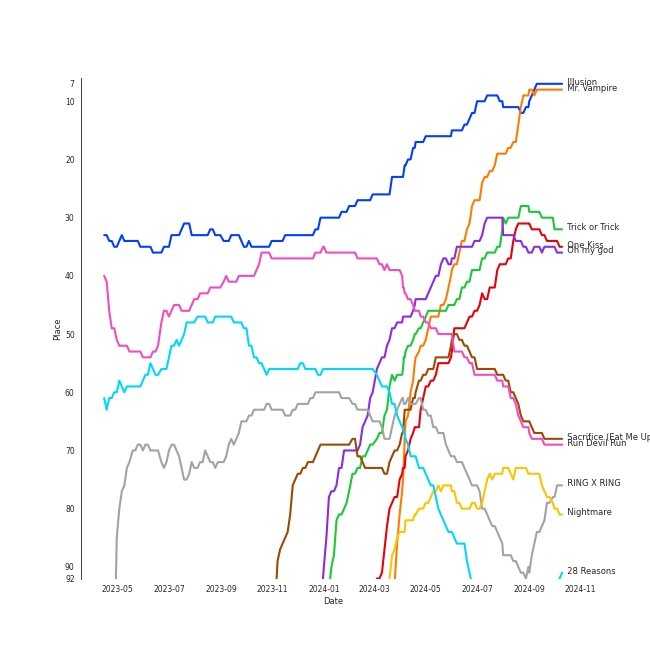 7
10
20
30
40
50
60
70
80
90
92
Place
2023-05
2023-07
2023-09
2023-11
2024-01
2024-03
2024-05
2024-07
2024-09
2024-11
Date
Illusion
Mr. Vampire
Trick or Trick
One Kiss
Oh my god
Sacrifice (Eat Me Up
Run Devil Run
RING X RING
Nightmare
28 Reasons